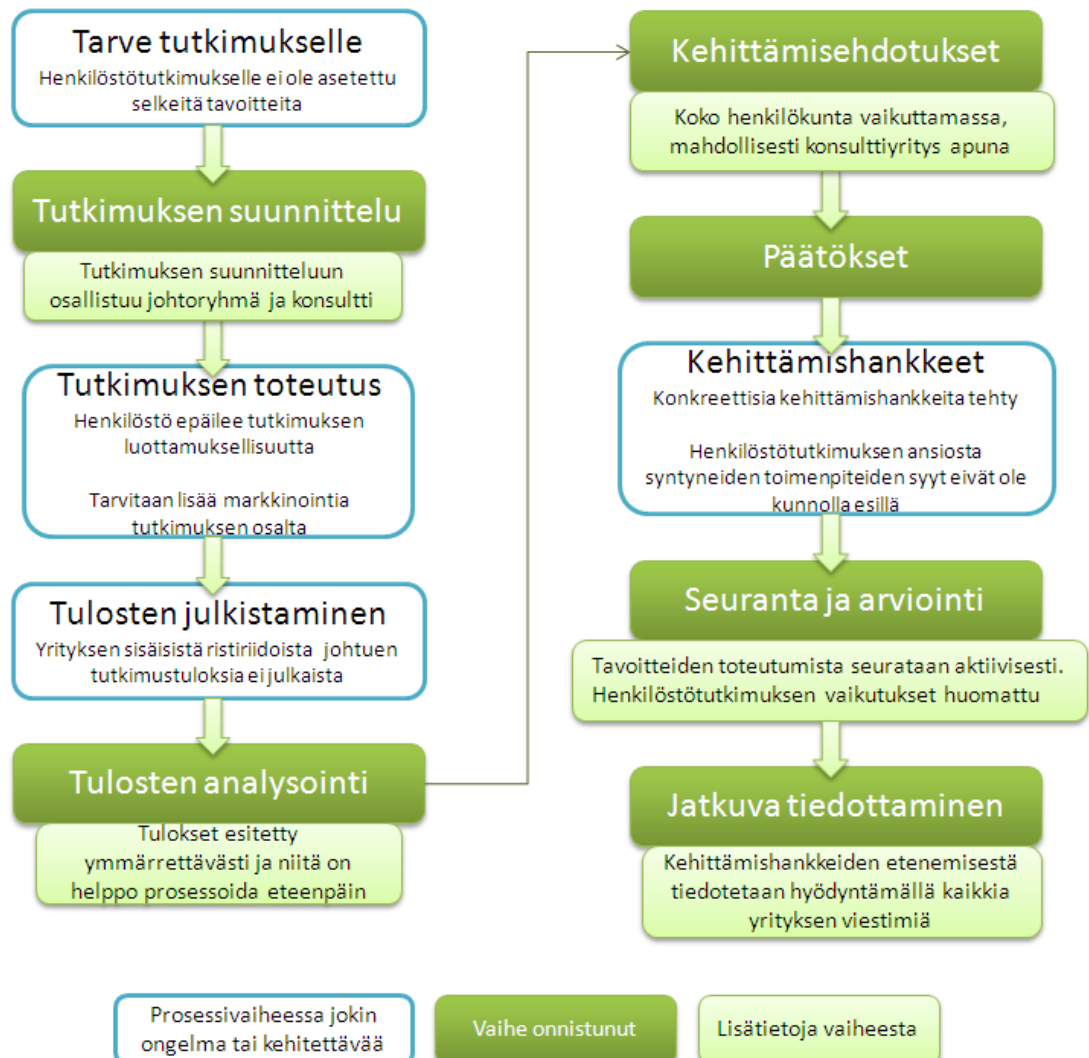 Tarve tutkimukselle
Henkilöstötutkimukselle ei ole asetettu
selkeitä tavoitteita
Tutkimuksen suunnittelu
Tutkimuksen suunnitteluun
osallistuu johtoryhmä ja konsultti
Tutkimuksen toteutus
Henkilöstö epäilee tutkimuksen
luottamuksellisuutta
Tarvitaan lisää markkinointia
tutkimuksen osalta
Tulosten julkistaminen
Yrityksen sisäisistä ristiriidoista johtuen
tutkimustuloksia ei julkaista
Tulosten analysointi
Tulokset esitetty
ymmärrettävästi ja niitä on
helppo prosessoida eteenpäin
Kehittämisehdotukset
Koko henkilökunta vaikuttamassa,
mahdollisesti konsulttiyritys apuna
Päätökset
Kehittämishankkeet
Konkreettisia kehittämishankkeita tehty
Henkilöstötutkimuksen ansiosta
syntyneiden toimenpiteiden syyt eivät ole
kunnolla esillä
Seuranta ja arviointi
Tavoitteiden toteutumista seurataan aktiivisesti.
Henkilöstötutkimuksen vaikutukset huomattu
Jatkuva tiedottaminen
Kehittämishankkeiden etenemisestä
tiedotetaan hyödyntämällä kaikkia
yrityksen viestimiä
Prosessivaiheessa jokin
ongelma tai kehitettävää
Vaihe onnistunut
Lisätietoja vaiheesta